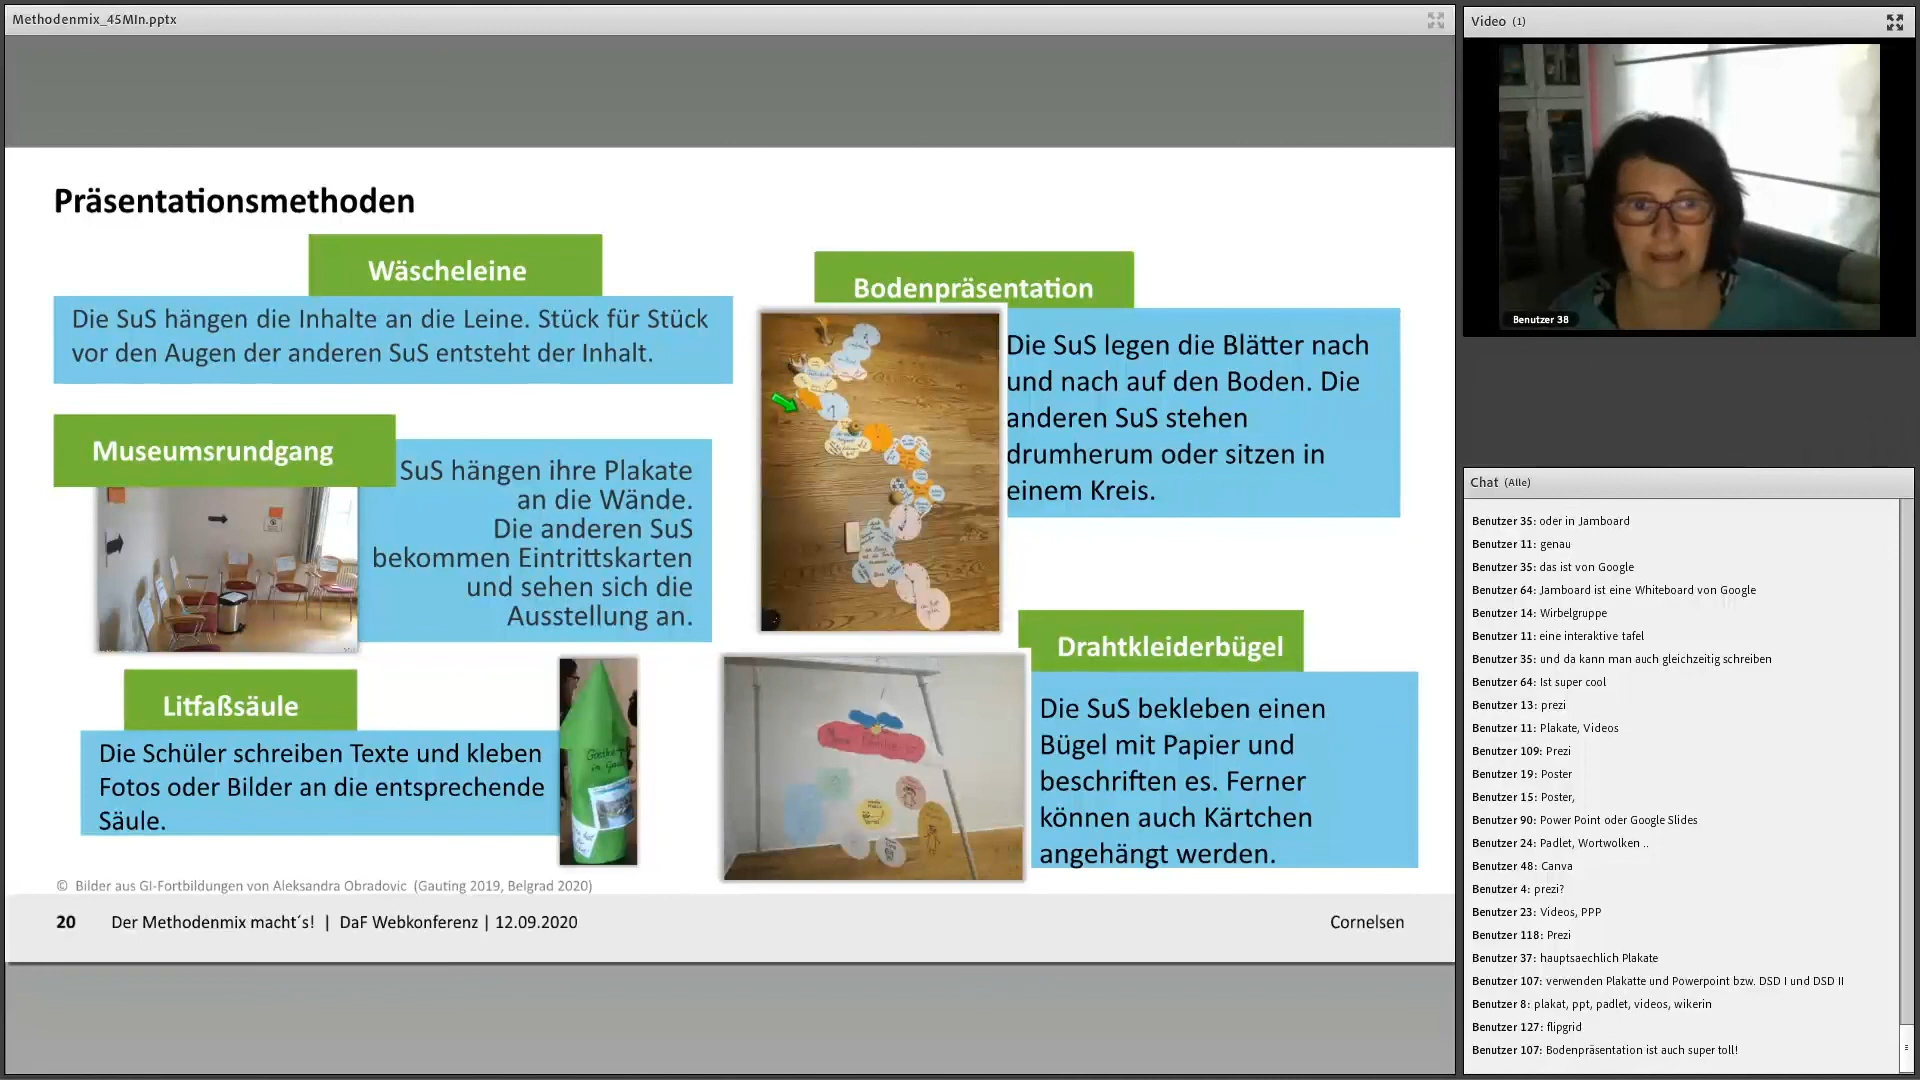 Methodenmix_45MIn.pptx
Präsentationsmethoden
Wäscheleine
Die SuS hängen die Inhalte an die Leine. Stück für Stück
vor den Augen der anderen SuS entsteht der Inhalt.
Museumsrundgang
SuS hängen ihre Plakate
an die Wände.
Die anderen SuS
bekommen Eintrittskarten
und sehen sich die
Ausstellung an.
Litfaßsäule
Die Schüler schreiben Texte und kleben
Fotos oder Bilder an die entsprechende
Säule.
Bodenpräsentation
Die SuS legen die Blätter nach
und nach auf den Boden. Die
anderen SuS stehen
drumherum oder sitzen in
einem Kreis.
Drahtkleiderbügel
Die SuS bekleben einen
Bügel mit Papier und
beschriften es. Ferner
können auch Kärtchen
angehängt werden.
© Bilder aus GI-Fortbildungen von Aleksandra Obradovic (Gauting 2019, Belgrad 2020)
20 Der Methodenmix macht´s! | DaF Webkonferenz | 12.09.2020 Cornelsen
Video (1)
Benutzer 38
Chat (Alle)
Benutzer 35: oder in Jamboard
Benutzer 11: genau
Benutzer 35: das ist von Google
Benutzer 64: Jamboard ist eine Whiteboard von Google
Benutzer 14: Wirbelgruppe
Benutzer 11: eine interaktive tafel
Benutzer 35: und da kann man auch gleichzeitig schreiben
Benutzer 64: Ist super cool
Benutzer 13: prezi
Benutzer 11: Plakate, Videos
Benutzer 109: Prezi
Benutzer 19: Poster
Benutzer 15: Poster,
Benutzer 90: Power Point oder Google Slides
Benutzer 24: Padlet, Wortwolken ..
Benutzer 48: Canva
Benutzer 4: prezi?
Benutzer 23: Videos, PPP
Benutzer 118: Prezi
Benutzer 37: hauptsaechlich Plakate
Benutzer 107: verwenden Plakatte und Powerpoint bzw. DSD I und DSD II
Benutzer 8: plakat, ppt, padlet, videos, wikerin
Benutzer 127: flipgrid
Benutzer 107: Bodenpräsentation ist auch super toll!